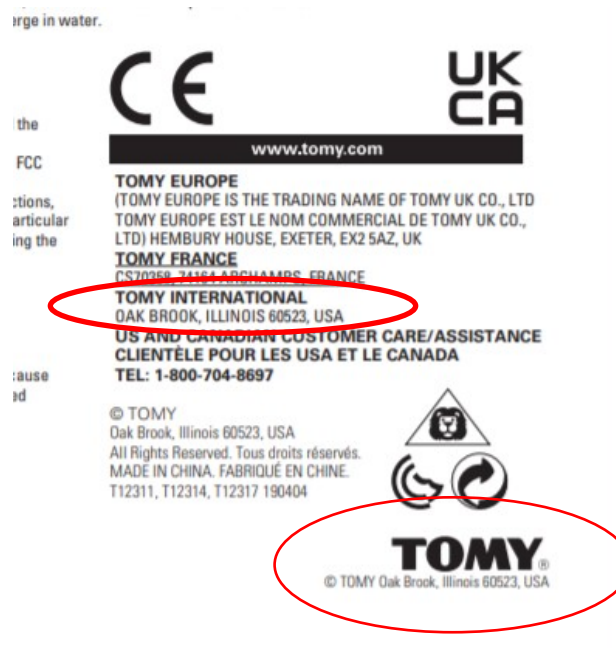 erge in water.
the
FCC
ctions,
articular
ing the
cause
ed
CE
UK
CA
www.tomy.com
TOMY EUROPE
(TOMY EUROPE IS THE TRADING NAME OF TOMY UK CO., LTD
TOMY EUROPE EST LE NOM COMMERCIAL DE TOMY UK CO.,
LTD) HEMBURY HOUSE, EXETER, EX2 5AZ, UK
TOMY FRANCE
CS70358, 74164 ARCHAMPS, FRANCE
TOMY INTERNATIONAL
OAK BROOK, ILLINOIS 60523, USA
US AND CANADIAN CUSTOMER CARE/ASSISTANCE
CLIENTÈLE POUR LES USA ET LE CANADA
TEL: 1-800-704-8697
© TOMY
Oak Brook, Illinois 60523, USA
All Rights Reserved. Tous droits réservés.
MADE IN CHINA. FABRIQUÉ EN CHINE.
T12311, T12314, T12317 190404
TOMY®
© TOMY Oak Brook, Illinois 60523, USA